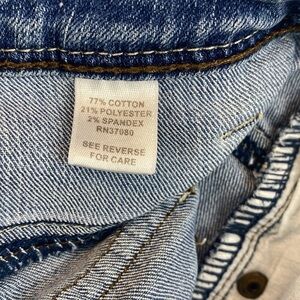 77% COTTON
21% POLYESTER
2% SPANDEX
RN37080
SEE REVERSE
FOR CARE